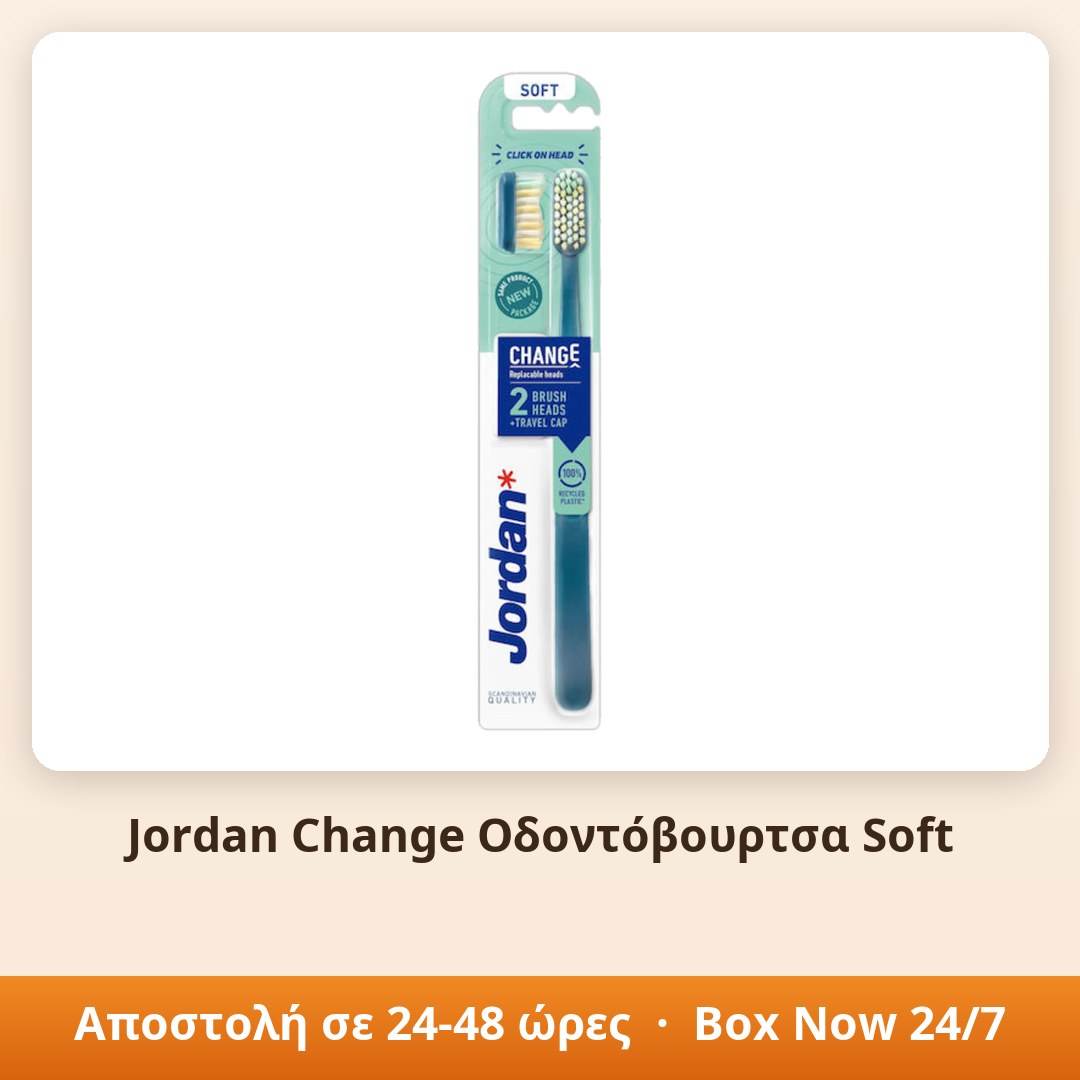 SOFT
CLICK ON HEAD
SAME PRODUCT
NEW
PACKAGE
CHANGE
Replacable heads
2 BRUSH HEADS
+TRAVEL CAP
100%
RECYCLED
PLASTIC*
Jordan*
SCANDINAVIAN
QUALITY
Jordan Change Οδοντόβουρτσα Soft
Αποστολή σε 24-48 ώρες · Box Now 24/7